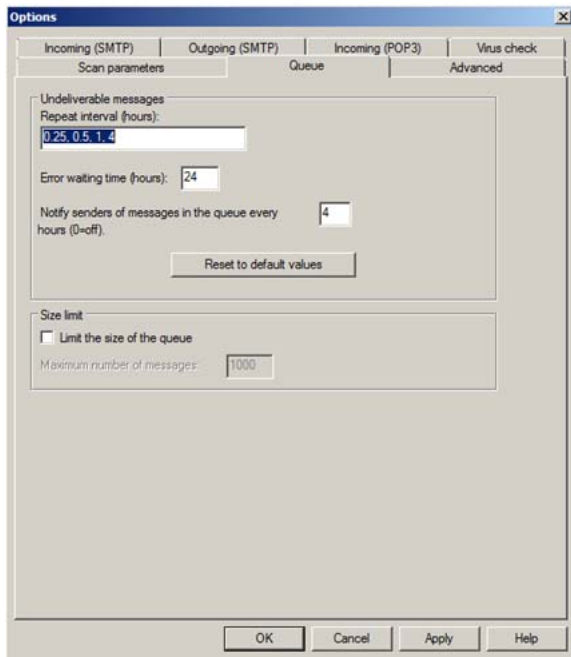 Options
Incoming (SMTP) Outgoing (SMTP) Incoming (POP3) Virus check
Scan parameters Queue Advanced
Undeliverable messages
Repeat interval (hours):
0.25, 0.5, 1, 4
Error waiting time (hours): 24
Notify senders of messages in the queue every 4
hours (0=off).
Reset to default values
Size limit
Limit the size of the queue
Maximum number of messages: 1000
OK Cancel Apply Help